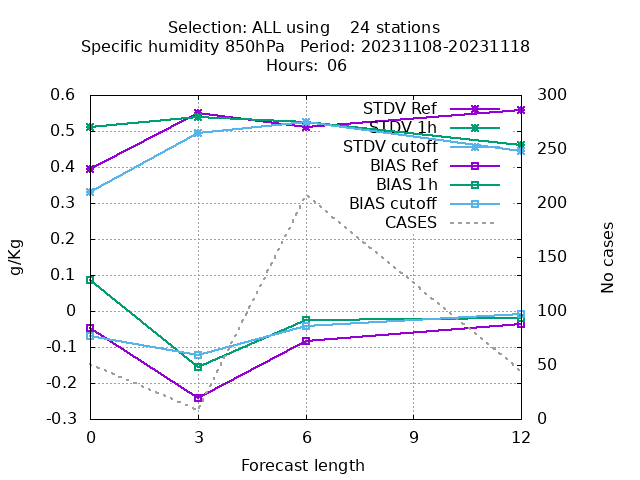 Selection: ALL using    24 stations
Specific humidity 850hPa   Period: 20231108-20231118
Hours:  06
g/Kg
0.6
0.5
0.4
0.3
0.2
0.1
0
-0.1
-0.2
-0.3
STDV Ref
STDV 1h
STDV cutoff
BIAS Ref
BIAS 1h
BIAS cutoff
CASES
300
250
200
150
100
50
0
No cases
0 3 6 9 12
Forecast length